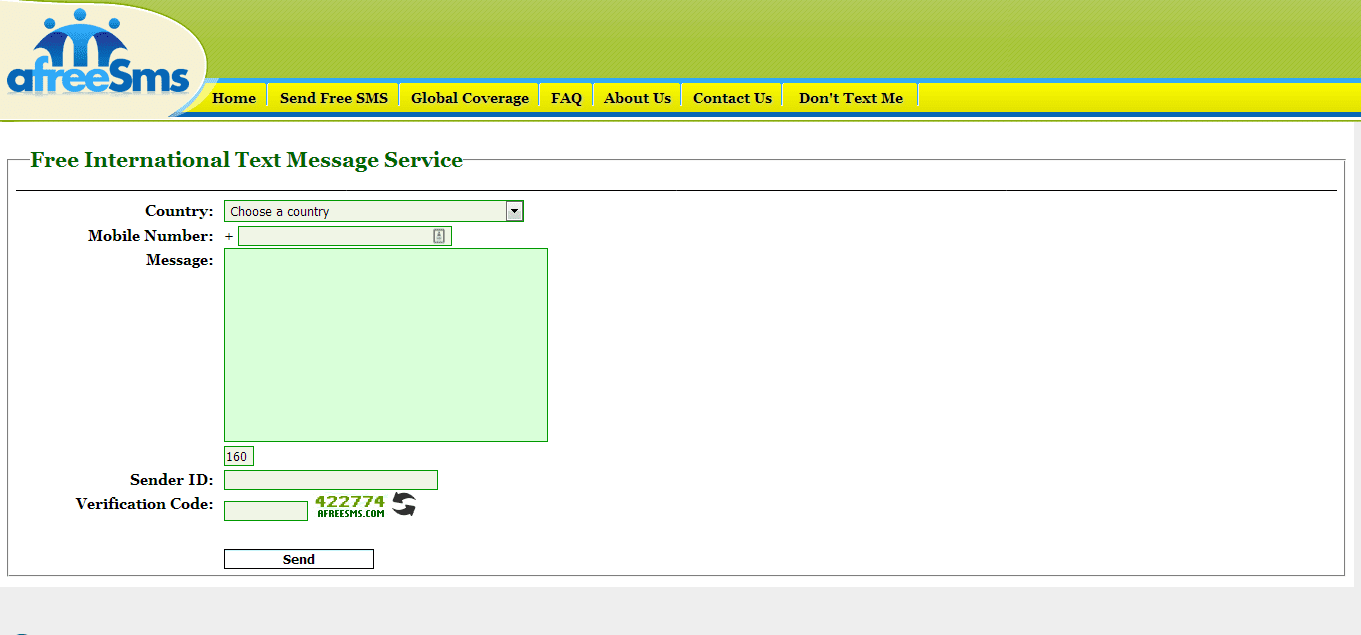 afreeSms
Home Send Free SMS Global Coverage FAQ About Us Contact Us Don't Text Me
Free International Text Message Service
Country: Choose a country
Mobile Number: +
Message:
160
Sender ID:
Verification Code: 422774
AFREESMS.COM
Send